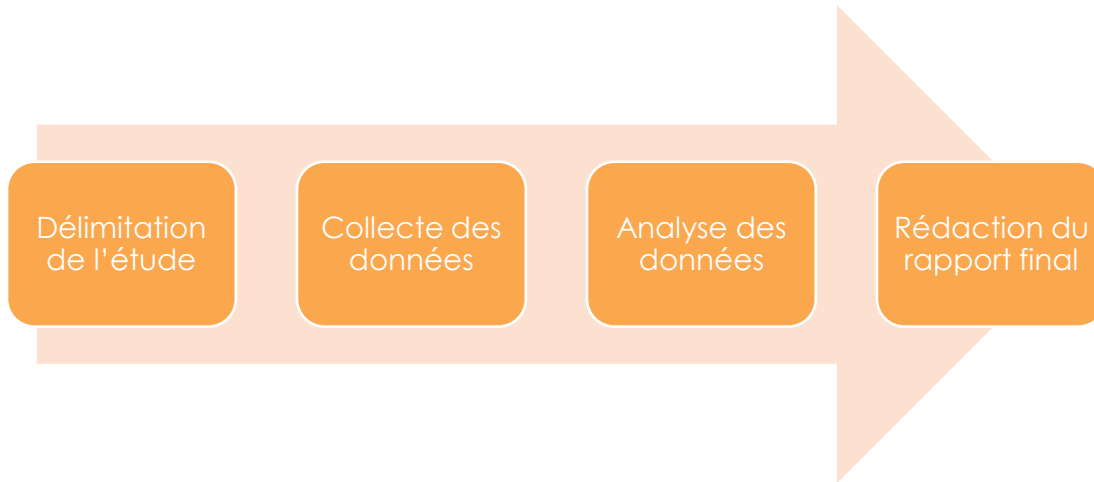 Délimitation
de l’étude
Collecte des
données
Analyse des
données
Rédaction du
rapport final